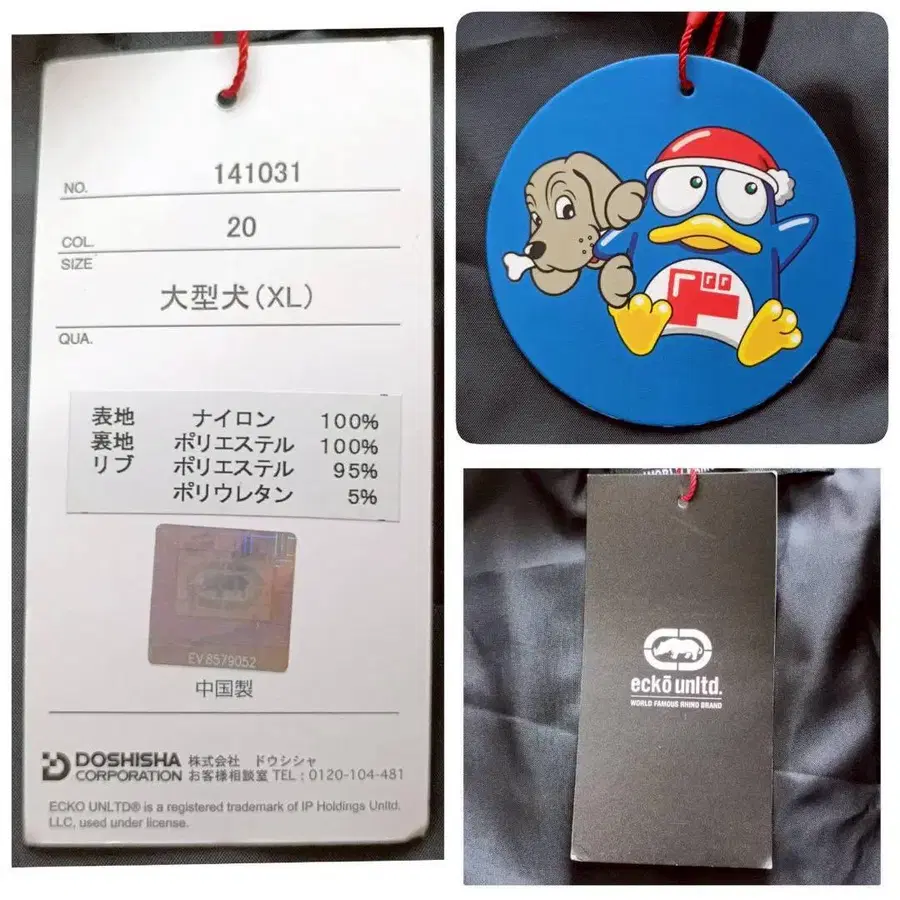 NO. 141031
COL. 20
SIZE
大型犬(XL)
QUA.
表地 ナイロン 100%
裏地 ポリエステル 100%
リブ ポリエステル 95%
ポリウレタン 5%
EV 8579052
中国製
DOSHISHA CORPORATION
株式会社 ドウシシャ
お客様相談室 TEL:0120-104-481
ECKO UNLTD® is a registered trademark of IP Holdings Unltd.
LLC, used under license.
ド
eckō unltd.
WORLD FAMOUS RHINO BRAND